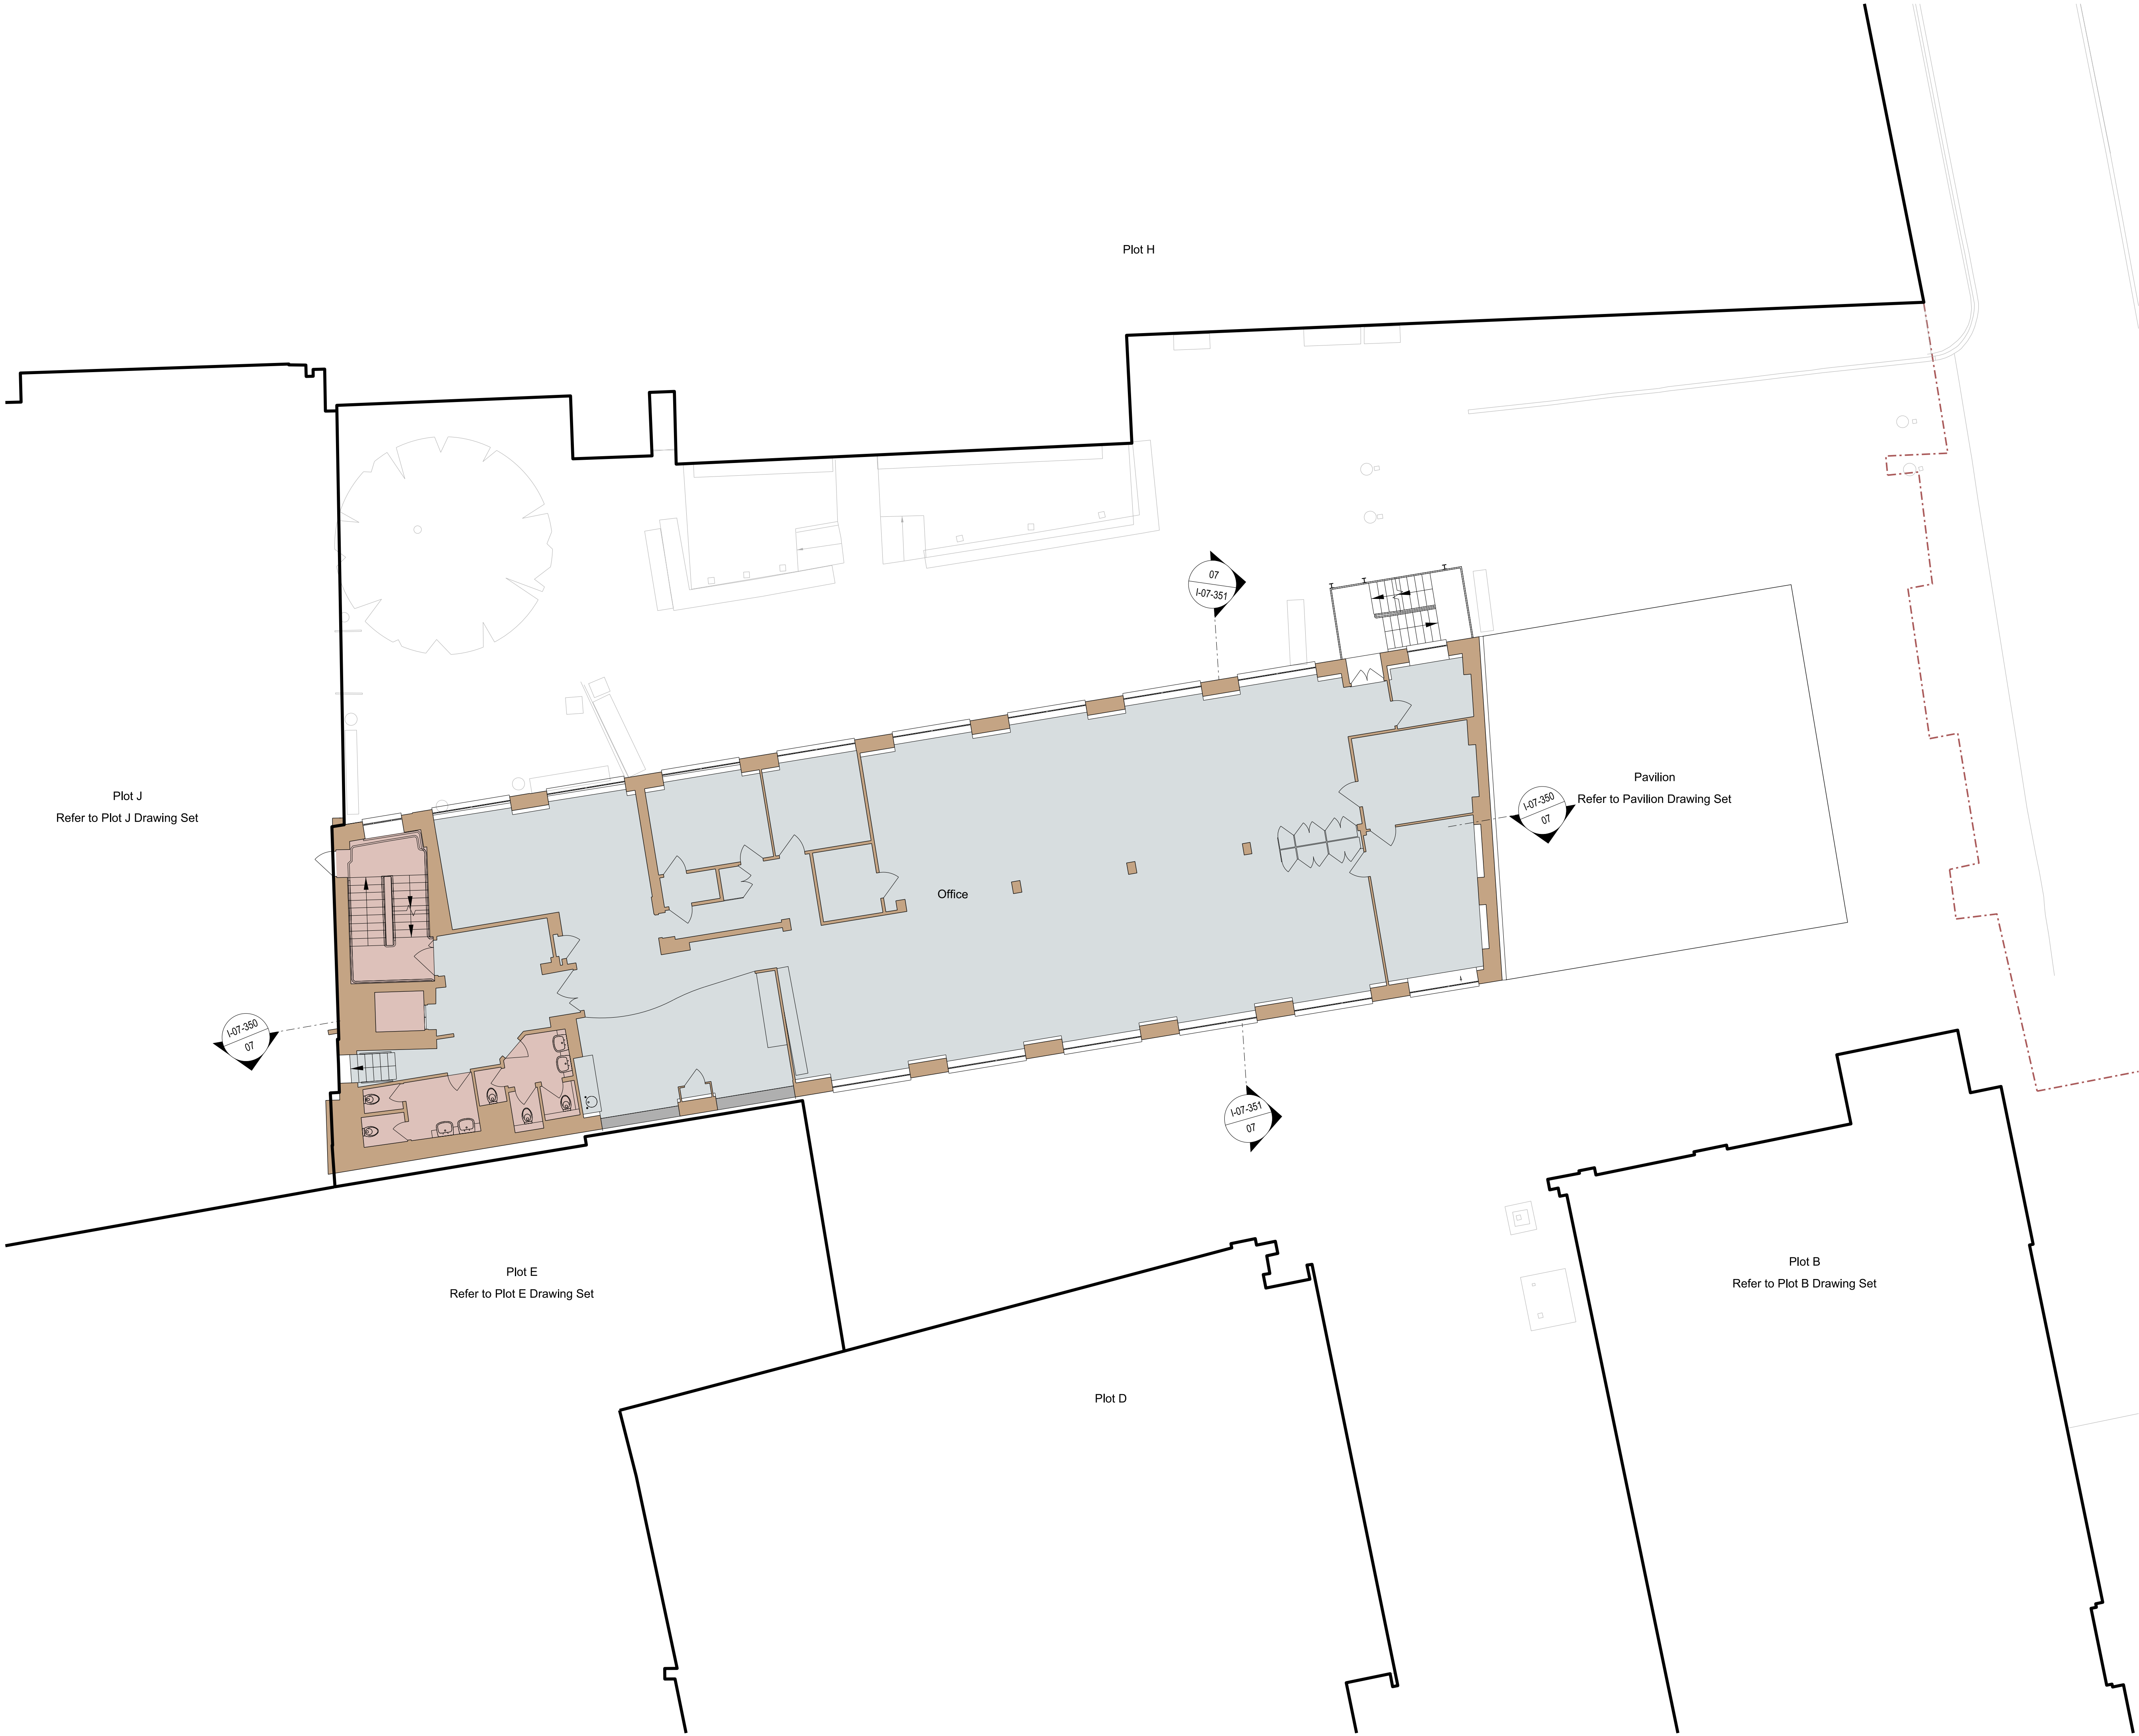 Plot H
07
I-07-351
Pavilion
Refer to Pavilion Drawing Set
Plot J
Refer to Plot J Drawing Set
I-07-350
07
Office
I-07-350
07
I-07-351
07
Plot E
Refer to Plot E Drawing Set
Plot B
Refer to Plot B Drawing Set
Plot D